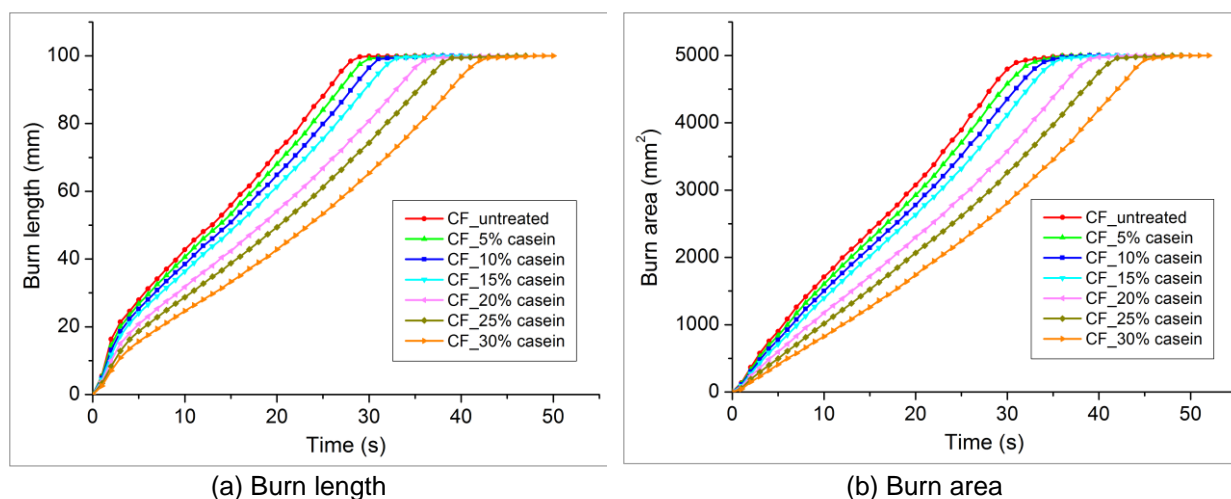 Burn length (mm)
100
80
60
40
20
0
CF_untreated
CF_5% casein
CF_10% casein
CF_15% casein
CF_20% casein
CF_25% casein
CF_30% casein
0 10 20 30 40 50
Time (s)
(a) Burn length
Burn area (mm²)
5000
4000
3000
2000
1000
0
CF_untreated
CF_5% casein
CF_10% casein
CF_15% casein
CF_20% casein
CF_25% casein
CF_30% casein
0 10 20 30 40 50
Time (s)
(b) Burn area